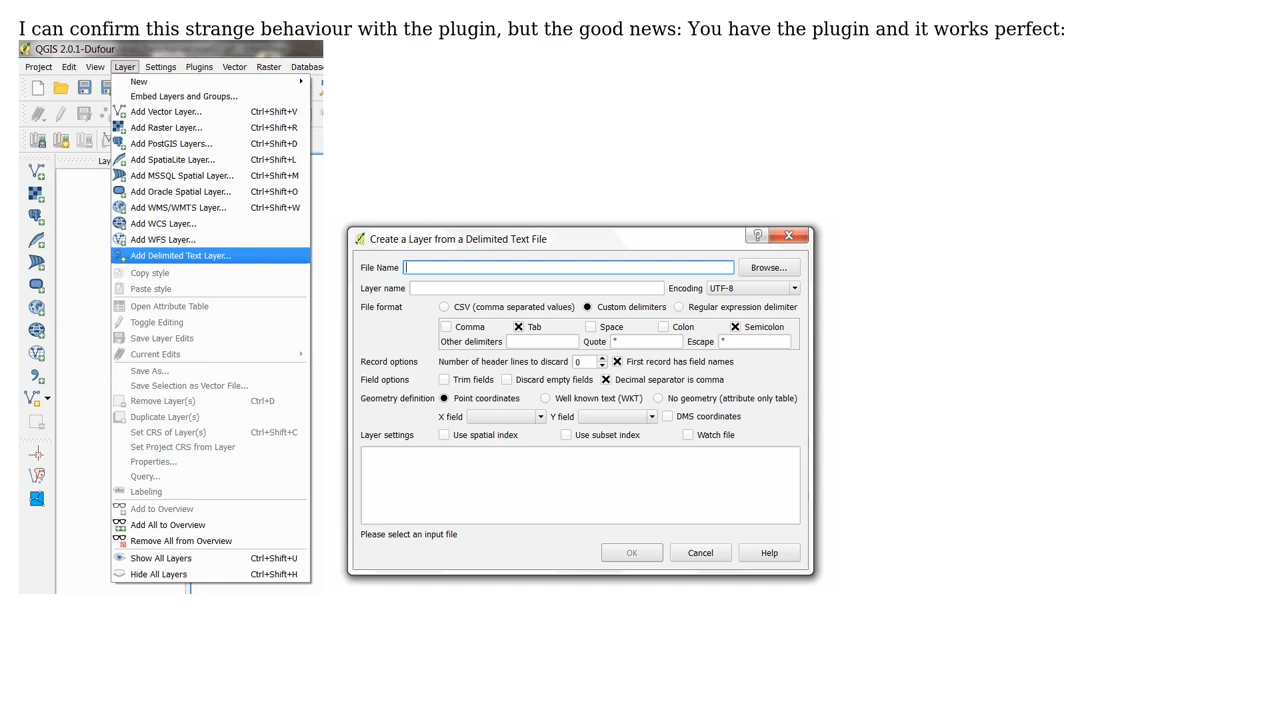 I can confirm this strange behaviour with the plugin, but the good news: You have the plugin and it works perfect:
QGIS 2.0.1-Dufour
Project Edit View Layer Settings Plugins Vector Raster Databas
New
Embed Layers and Groups...
Add Vector Layer... Ctrl+Shift+V
Add Raster Layer... Ctrl+Shift+R
Add PostGIS Layers... Ctrl+Shift+D
Lay
Add SpatiaLite Layer... Ctrl+Shift+L
Add MSSQL Spatial Layer... Ctrl+Shift+M
Add Oracle Spatial Layer... Ctrl+Shift+O
Add WMS/WMTS Layer... Ctrl+Shift+W
Add WCS Layer...
Add WFS Layer...
Add Delimited Text Layer...
Copy style
Paste style
Open Attribute Table
Toggle Editing
Save Layer Edits
Current Edits
Save As...
Save Selection as Vector File...
Remove Layer(s) Ctrl+D
Duplicate Layer(s)
Set CRS of Layer(s) Ctrl+Shift+C
Set Project CRS from Layer
Properties...
Query...
Labeling
Add to Overview
Add All to Overview
Remove All from Overview
Show All Layers Ctrl+Shift+U
Hide All Layers Ctrl+Shift+H
Create a Layer from a Delimited Text File
File Name Browse...
Layer name Encoding UTF-8
File format CSV (comma separated values) Custom delimiters Regular expression delimiter
Comma Tab Space Colon Semicolon
Other delimiters Quote " Escape "
Record options Number of header lines to discard 0 First record has field names
Field options Trim fields Discard empty fields Decimal separator is comma
Geometry definition Point coordinates Well known text (WKT) No geometry (attribute only table)
X field Y field DMS coordinates
Layer settings Use spatial index Use subset index Watch file
Please select an input file
OK Cancel Help